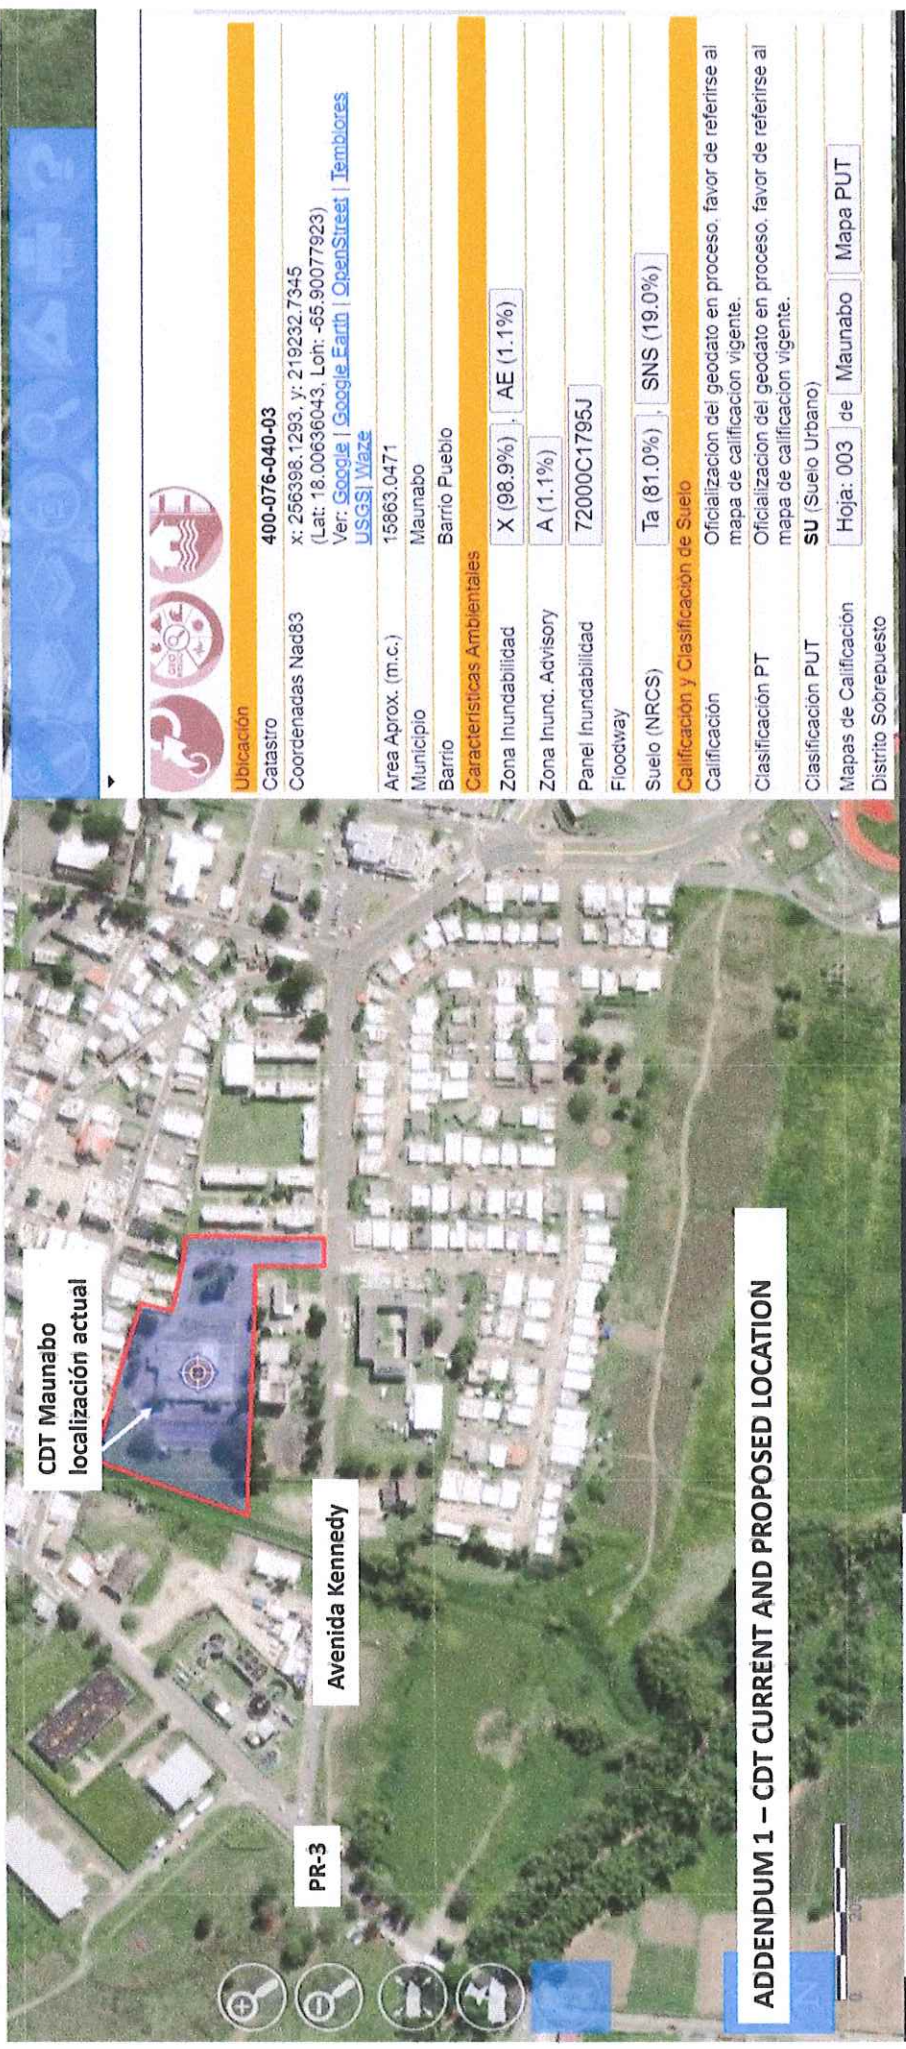 CDT Maunabo
localización actual
Avenida Kennedy
PR-3
ADDENDUM 1 – CDT CURRENT AND PROPOSED LOCATION
Ubicación
Catastro 400-076-040-03
Coordenadas Nad83 x: 256398.1293, y: 219232.7345
(Lat: 18.00636043, Loh: -65.90077923)
Ver: Google | Google Earth | OpenStreet | Temblores
USGS| Waze
Area Aprox. (m.c.) 15863.0471
Municipio Maunabo
Barrio Barrio Pueblo
Caracteristicas Ambientales
Zona Inundabilidad X (98.9%) , AE (1.1%)
Zona Inund. Advisory A (1.1%)
Panel Inundabilidad 72000C1795J
Floodway
Suelo (NRCS) Ta (81.0%) , SNS (19.0%)
Calificación y Clasificación de Suelo
Calificación Oficializacion del geodato en proceso, favor de referirse al
mapa de calificacion vigente.
Clasificación PT Oficializacion del geodato en proceso, favor de referirse al
mapa de calificacion vigente.
Clasificación PUT SU (Suelo Urbano)
Mapas de Calificación Hoja: 003 de Maunabo Mapa PUT
Distrito Sobrepuesto